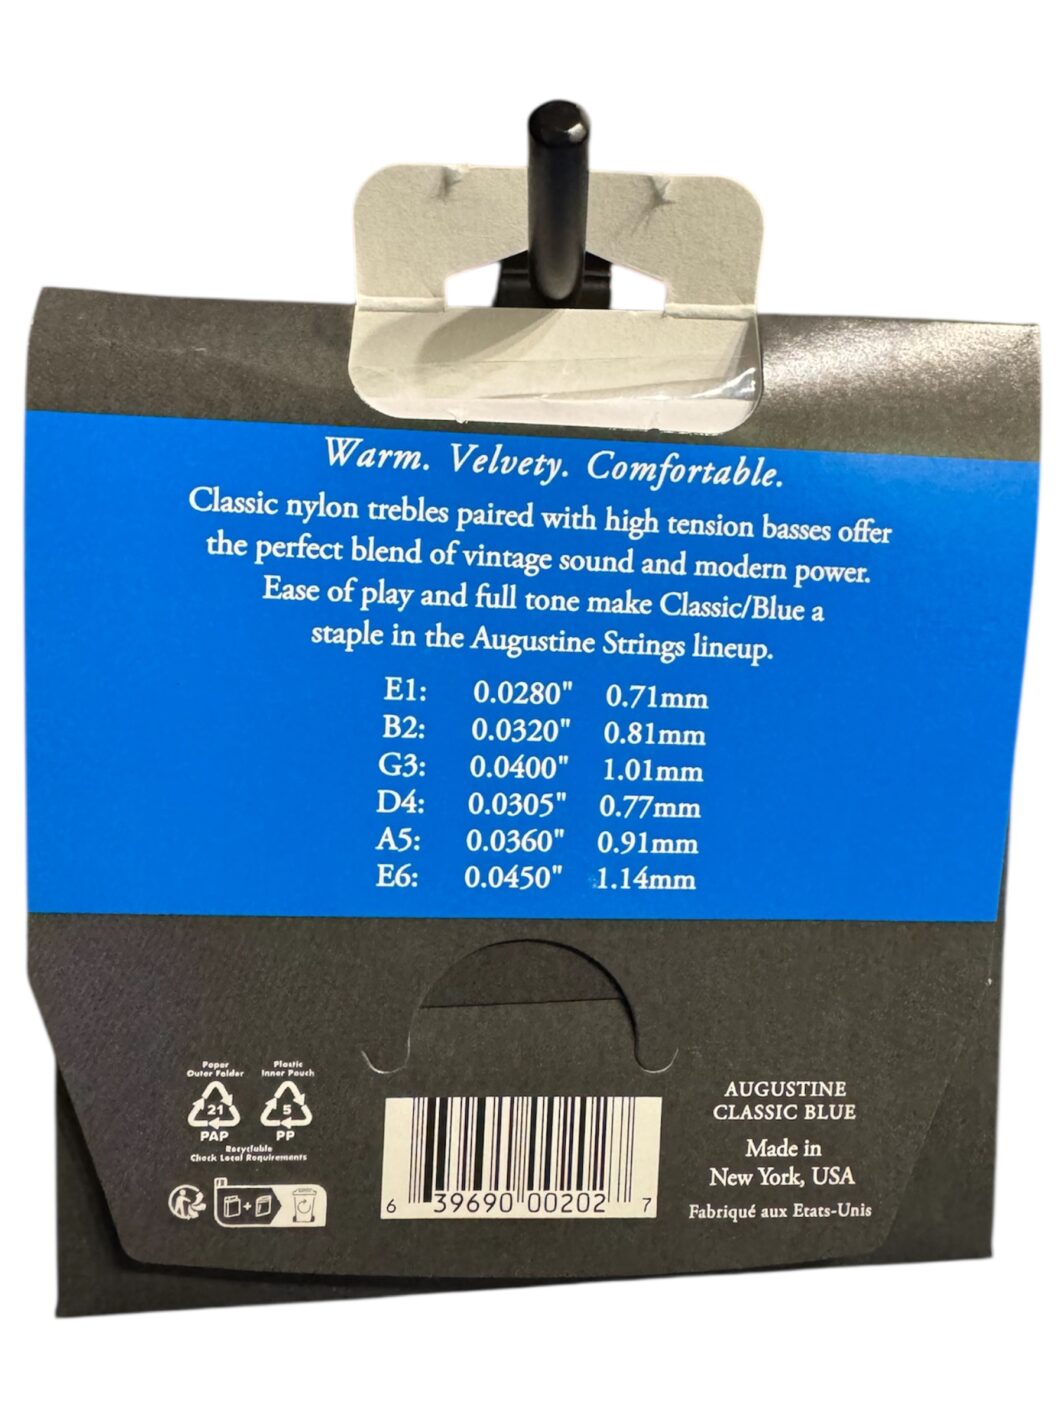 Warm. Velvety. Comfortable.
Classic nylon trebles paired with high tension basses offer
the perfect blend of vintage sound and modern power.
Ease of play and full tone make Classic/Blue a
staple in the Augustine Strings lineup.
E1: 0.0280" 0.71mm
B2: 0.0320" 0.81mm
G3: 0.0400" 1.01mm
D4: 0.0305" 0.77mm
A5: 0.0360" 0.91mm
E6: 0.0450" 1.14mm
Paper Plastic
Outer Folder Inner Pouch
21 5
PAP PP
Recyclable
Check Local Requirements
6 39690 00202 7
AUGUSTINE
CLASSIC BLUE
Made in
New York, USA
Fabriqué aux Etats-Unis